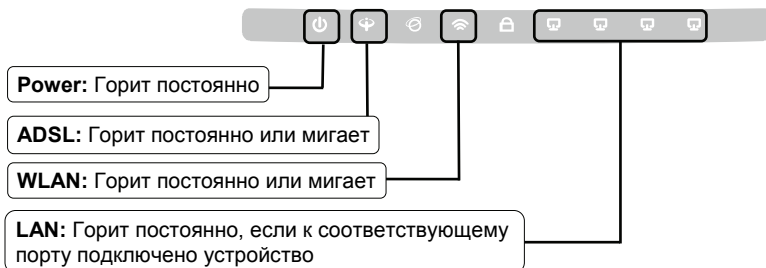 Power: Горит постоянно
ADSL: Горит постоянно или мигает
WLAN: Горит постоянно или мигает
LAN: Горит постоянно, если к соответствующему
порту подключено устройство